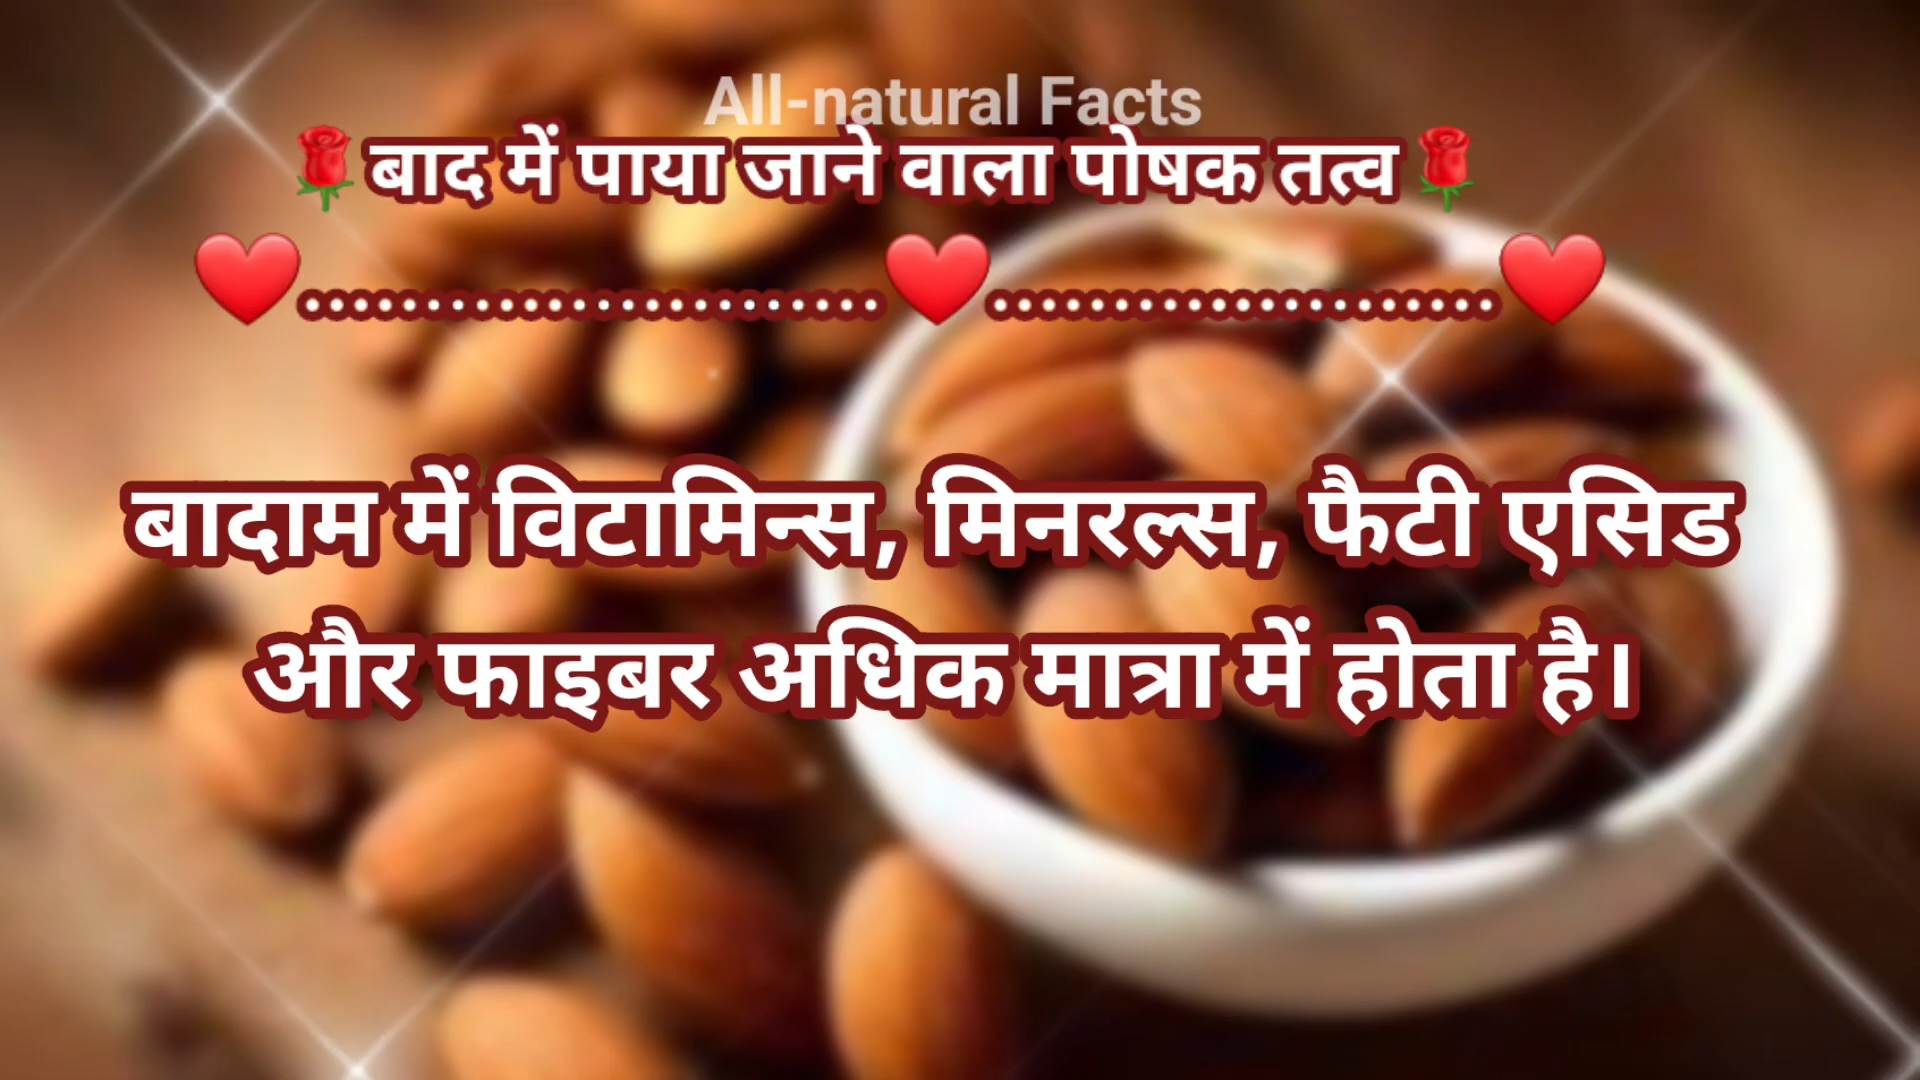 All-natural Facts
🌹बाद में पाया जाने वाला पोषक तत्व🌹
❤️........................❤️.....................❤️
बादाम में विटामिन्स, मिनरल्स, फैटी एसिड
और फाइबर अधिक मात्रा में होता है।